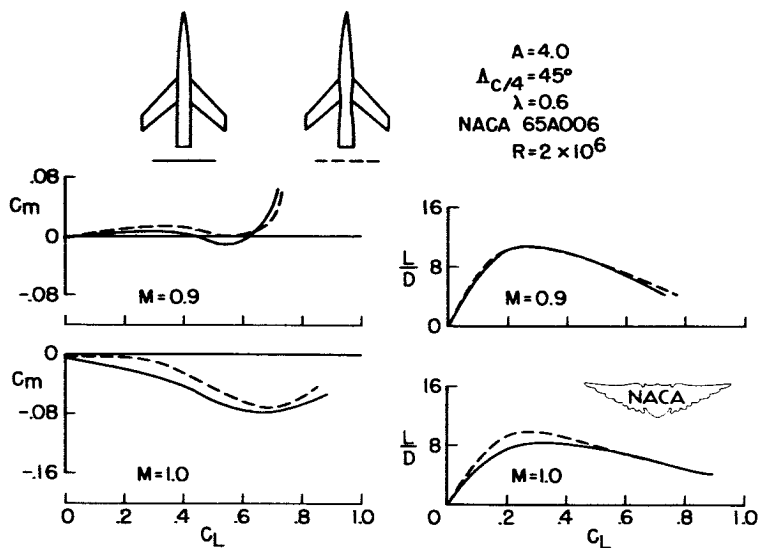 A=4.0
Λc/4=45°
λ=0.6
NACA 65A006
R=2 ×10⁶
.08
Cm
0
-.08
M=0.9
16
L/D
8
0
M=0.9
0
Cm
-.08
-.16
M=1.0
0 .2 .4 .6 .8 1.0
CL
16
L/D
8
NACA
M=1.0
0 .2 .4 .6 .8 1.0
CL